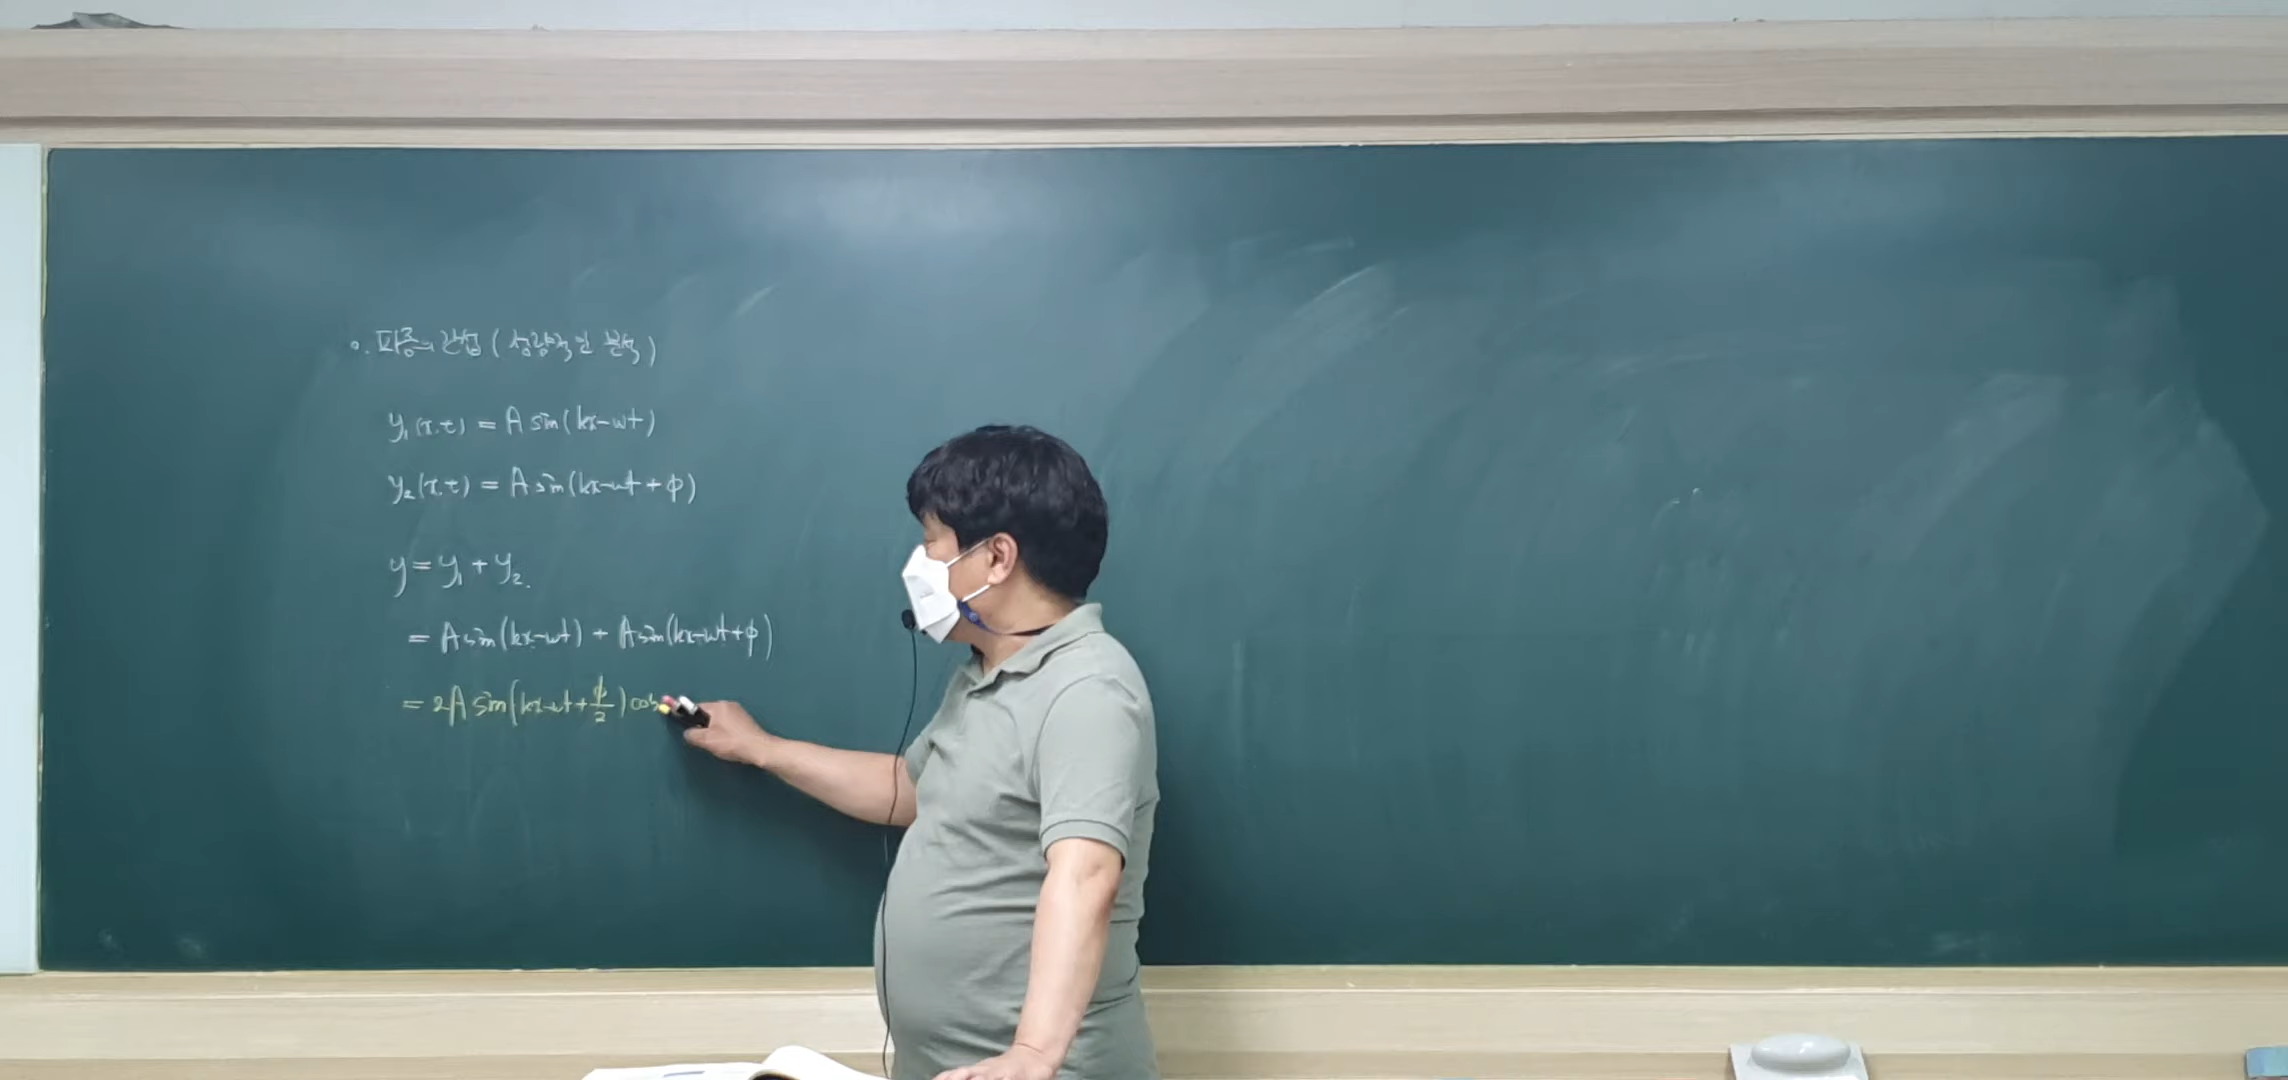 o. 파동의 간섭 (정량적인 분석)
y₁(x,t) = A sin(kx-ωt)
y₂(x,t) = A sin(kx-ωt+φ)
y = y₁ + y₂.
= A sin(kx-ωt) + A sin(kx-ωt+φ)
= 2A sin(kx-ωt+φ/2) cos